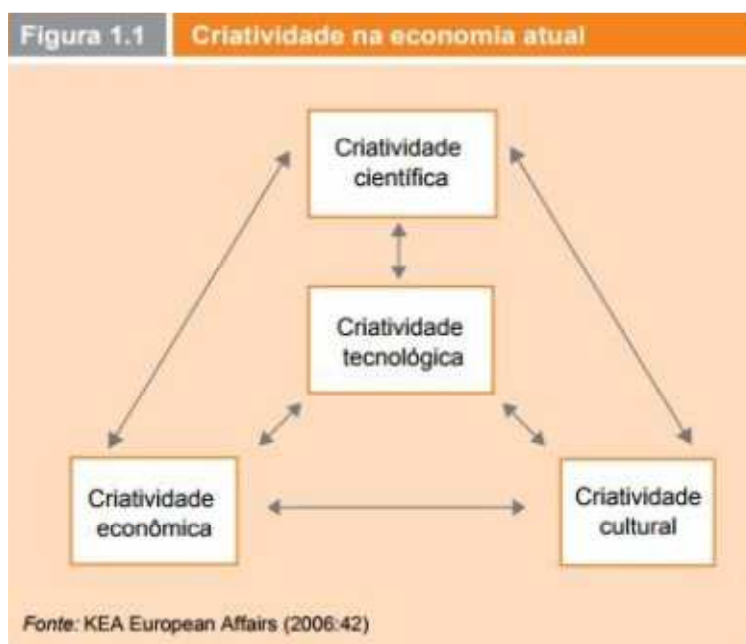 Figura 1.1
Criatividade na economia atual
Criatividade
científica
Criatividade
tecnológica
Criatividade
econômica
Criatividade
cultural
Fonte: KEA European Affairs (2006:42)